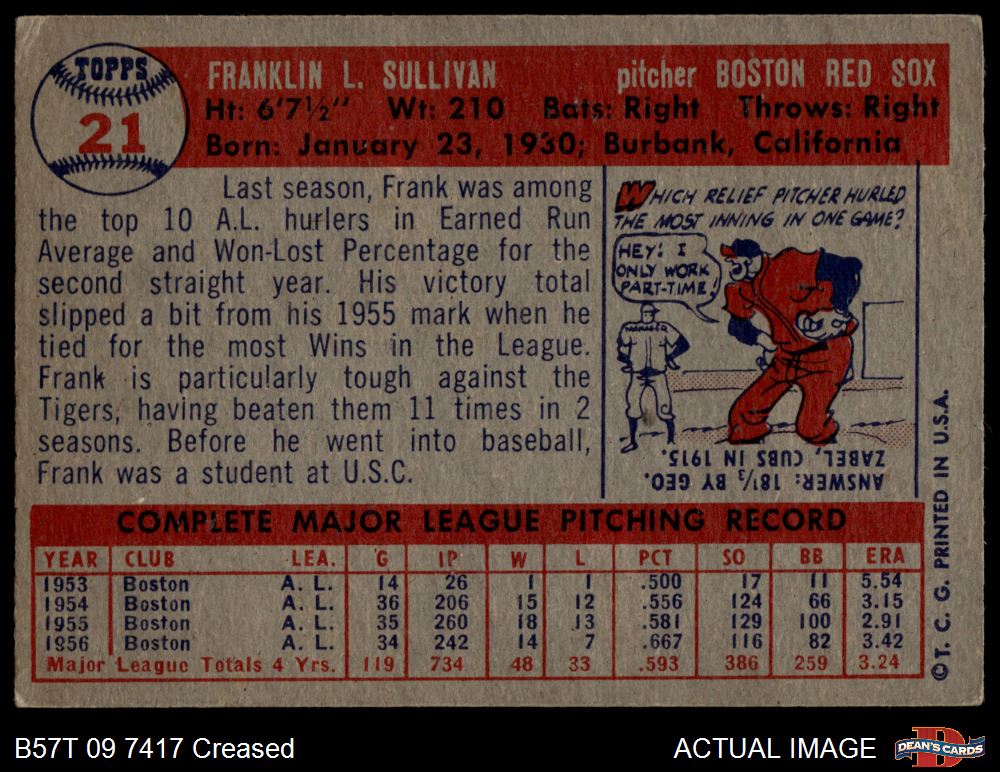 TOPPS
21
FRANKLIN L. SULLIVAN pitcher BOSTON RED SOX
Ht: 6'7½" Wt: 210 Bats: Right Throws: Right
Born: January 23, 1930; Burbank, California
Last season, Frank was among
the top 10 A.L. hurlers in Earned Run
Average and Won-Lost Percentage for the
second straight year. His victory total
slipped a bit from his 1955 mark when he
tied for the most Wins in the League.
Frank is particularly tough against the
Tigers, having beaten them 11 times in 2
seasons. Before he went into baseball,
Frank was a student at U.S.C.
WHICH RELIEF PITCHER HURLED
THE MOST INNING IN ONE GAME?
HEY! I
ONLY WORK
PART-TIME!
MANAGER
ANSWER: 18⅓ BY GEO.
ZABEL, CUBS IN 1915.
COMPLETE MAJOR LEAGUE PITCHING RECORD
YEAR CLUB LEA. G IP W L PCT SO BB ERA
1953 Boston A. L. 14 26 1 1 .500 17 11 5.54
1954 Boston A. L. 36 206 15 12 .556 124 66 3.15
1955 Boston A. L. 35 260 18 13 .581 129 100 2.91
1956 Boston A. L. 34 242 14 7 .667 116 82 3.42
Major League Totals 4 Yrs. 119 734 48 33 .593 386 259 3.24
© T. C. G. PRINTED IN U.S.A.
B57T 09 7417 Creased
ACTUAL IMAGE
DEAN'S CARDS